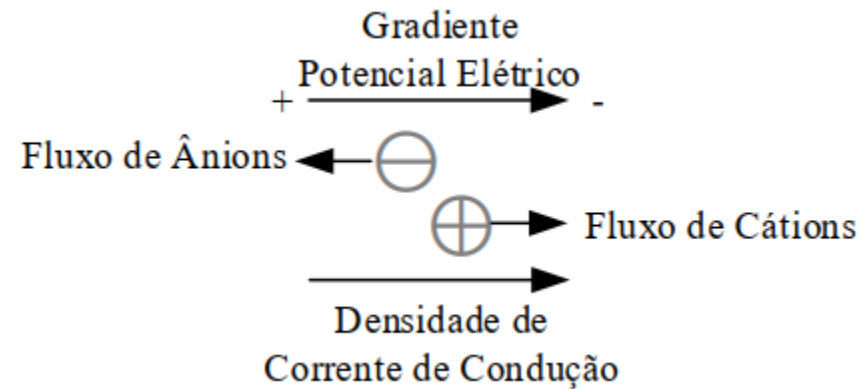 Gradiente
Potencial Elétrico
+ -
Fluxo de Ânions
Fluxo de Cátions
Densidade de
Corrente de Condução